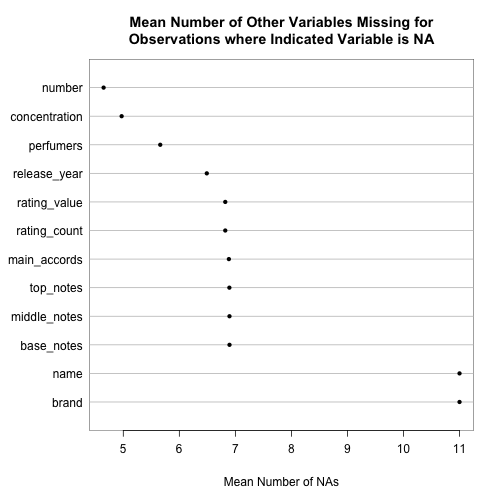 Mean Number of Other Variables Missing for
Observations where Indicated Variable is NA
number
concentration
perfumers
release_year
rating_value
rating_count
main_accords
top_notes
middle_notes
base_notes
name
brand
5 6 7 8 9 10 11
Mean Number of NAs